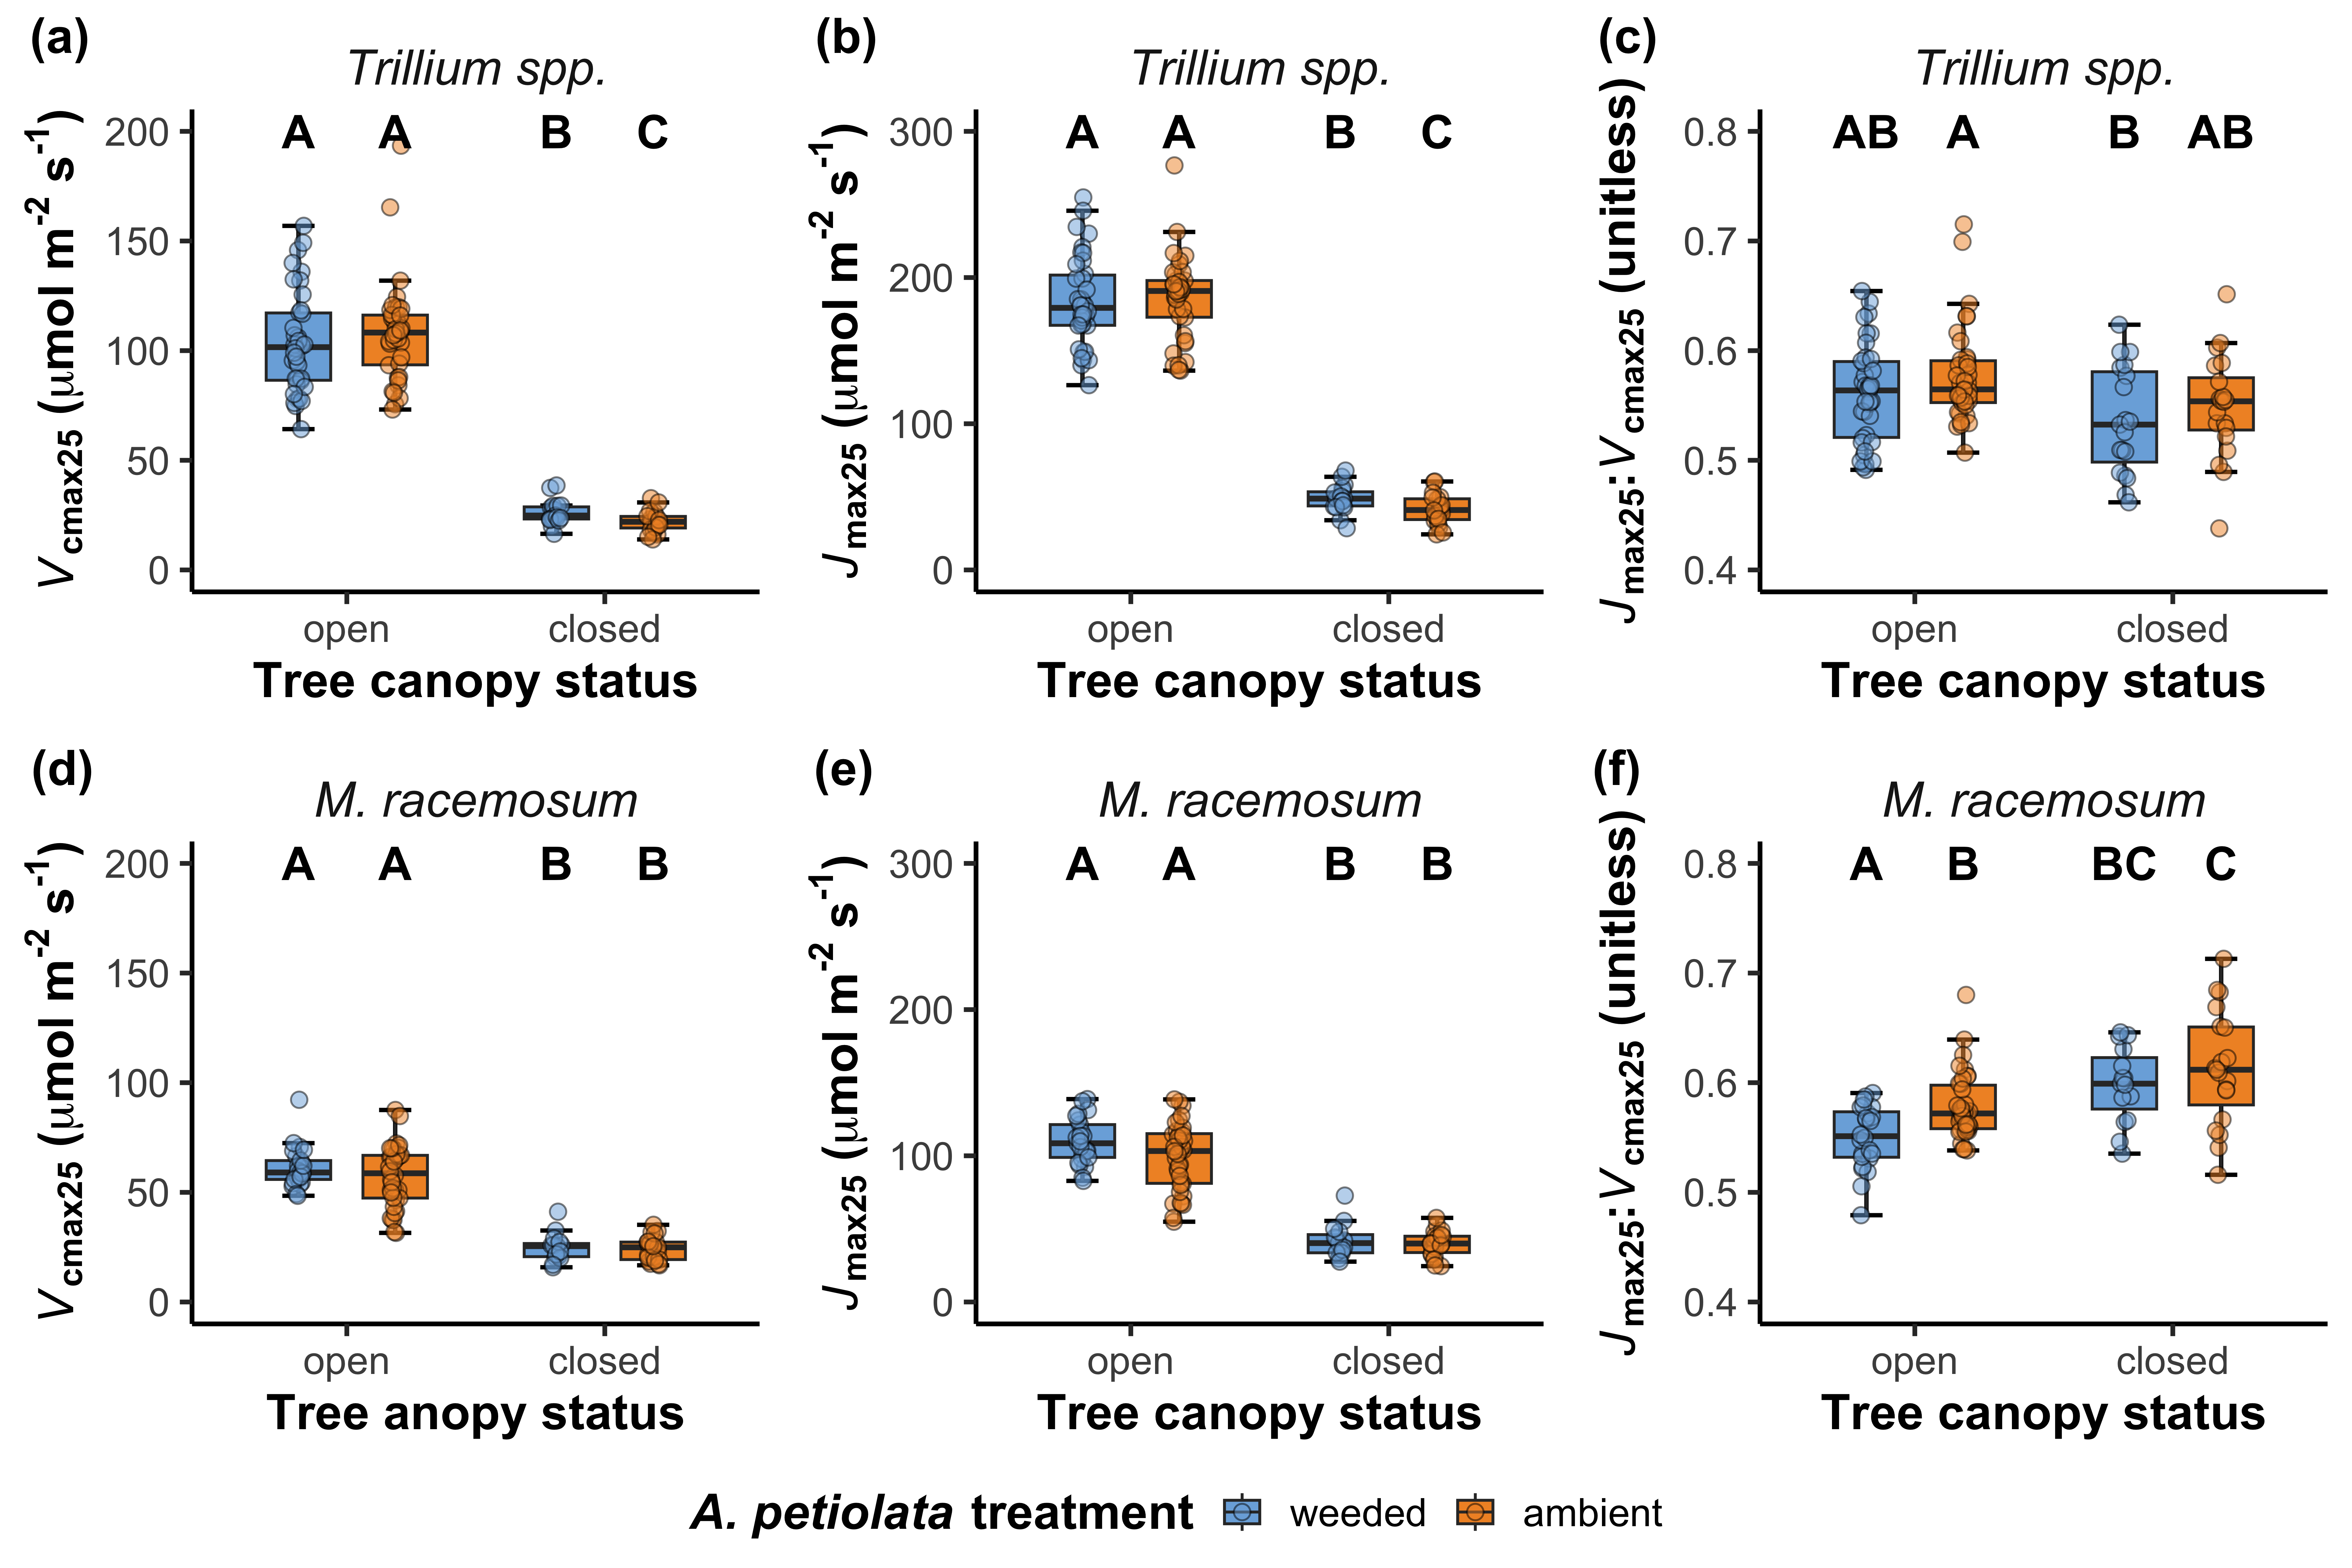 (a)
Trillium spp.
Vcmax25 (μmol m-2 s-1)
200
150
100
50
0
A A B C
open closed
Tree canopy status
(b)
Trillium spp.
Jmax25 (μmol m-2 s-1)
300
200
100
0
A A B C
open closed
Tree canopy status
(c)
Trillium spp.
Jmax25: Vcmax25 (unitless)
0.8
0.7
0.6
0.5
0.4
AB A B AB
open closed
Tree canopy status
(d)
M. racemosum
Vcmax25 (μmol m-2 s-1)
200
150
100
50
0
A A B B
open closed
Tree anopy status
(e)
M. racemosum
Jmax25 (μmol m-2 s-1)
300
200
100
0
A A B B
open closed
Tree canopy status
(f)
M. racemosum
Jmax25: Vcmax25 (unitless)
0.8
0.7
0.6
0.5
0.4
A B BC C
open closed
Tree canopy status
A. petiolata treatment weeded ambient